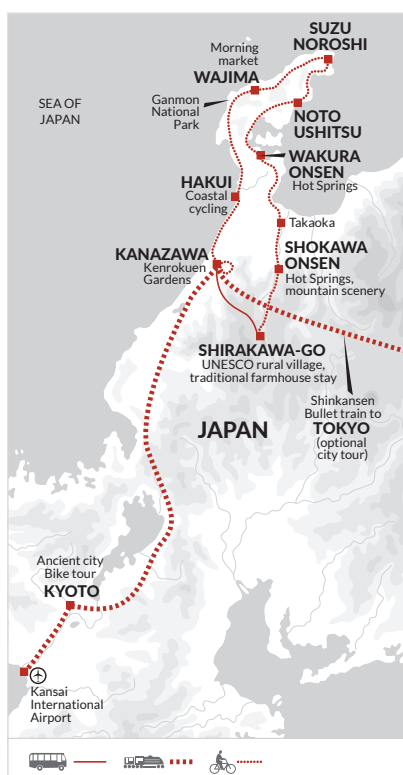 SUZU
NOROSHI
Morning
market
WAJIMA
SEA OF
JAPAN
Ganmon
National
Park
NOTO
USHITSU
WAKURA
ONSEN
Hot Springs
HAKUI
Coastal
cycling
Takaoka
KANAZAWA
Kenrokuen
Gardens
SHOKAWA
ONSEN
Hot Springs,
mountain scenery
SHIRAKAWA-GO
UNESCO rural village,
traditional farmhouse stay
Shinkansen
Bullet train to
TOKYO
(optional
city tour)
JAPAN
Ancient city
Bike tour
KYOTO
Kansai
International
Airport